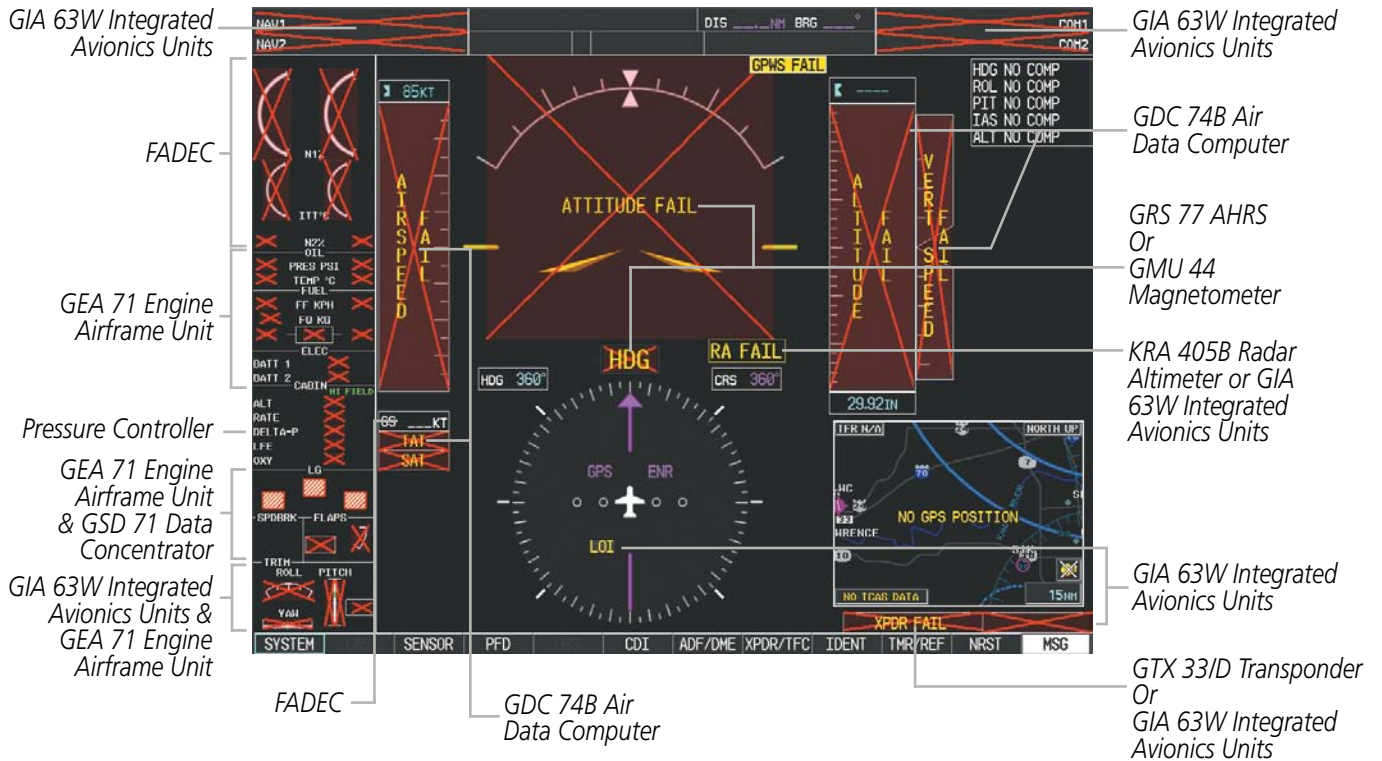 GIA 63W Integrated
Avionics Units
NAV1
NAV2
DIS __._NM BRG ___°
COM1
COM2
GIA 63W Integrated
Avionics Units
FADEC
N1%
ITT°C
N2%
GEA 71 Engine
Airframe Unit
OIL
PRES PSI
TEMP °C
FUEL
FF KPH
FQ KG
ELEC
BATT 1
BATT 2
CABIN
HI FIELD
Pressure Controller
ALT
RATE
DELTA-P
LFE
OXY
GEA 71 Engine
Airframe Unit
& GSD 71 Data
Concentrator
LG
SPDBRK
FLAPS
GIA 63W Integrated
Avionics Units &
GEA 71 Engine
Airframe Unit
TRIM
ROLL
PITCH
YAW
85KT
AIRSPEED
FAIL
GS ___KT
TAT
SAT
GPWS FAIL
ATTITUDE FAIL
HDG
RA FAIL
HDG 360°
CRS 360°
GPS
ENR
LOI
----
ALTITUDE
FAIL
VERT SPEED
FAIL
29.92IN
HDG NO COMP
ROL NO COMP
PIT NO COMP
IAS NO COMP
ALT NO COMP
GDC 74B Air
Data Computer
GRS 77 AHRS
Or
GMU 44
Magnetometer
KRA 405B Radar
Altimeter or GIA
63W Integrated
Avionics Units
TFR N/A
NORTH UP
70
7
LWC
33
WRENCE
10
NO GPS POSITION
NO TCAS DATA
15NM
XPDR FAIL
GIA 63W Integrated
Avionics Units
SYSTEM
SENSOR
PFD
OBS
CDI
ADF/DME
XPDR/TFC
IDENT
TMR/REF
NRST
MSG
FADEC
GDC 74B Air
Data Computer
GTX 33/D Transponder
Or
GIA 63W Integrated
Avionics Units